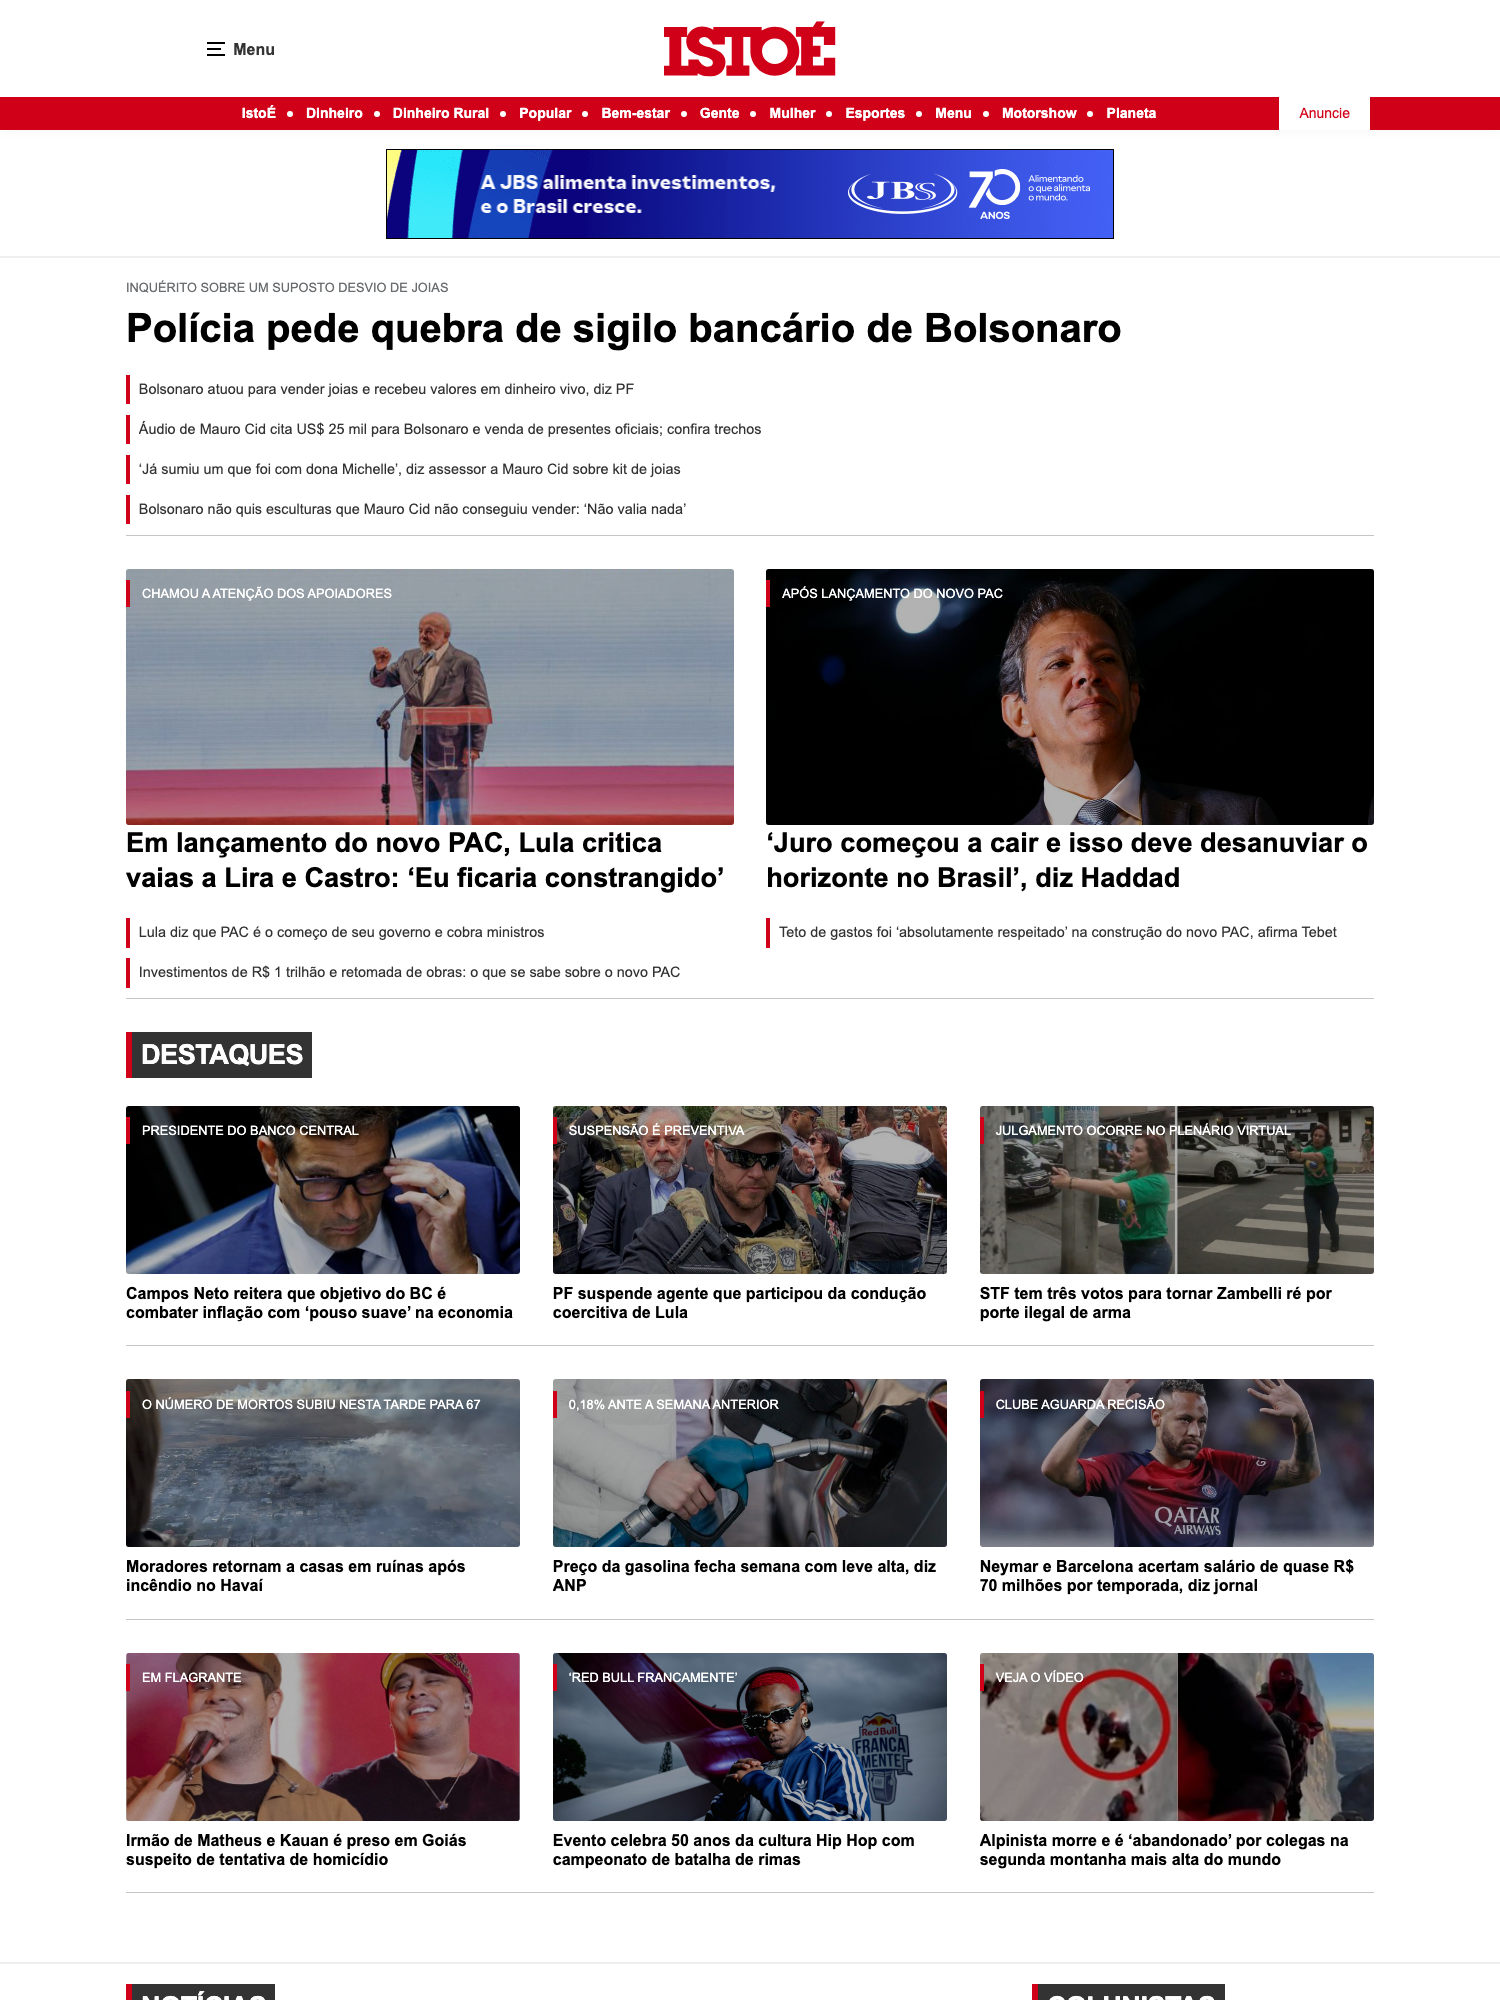 Menu
ISTOÉ
IstoÉ • Dinheiro • Dinheiro Rural • Popular • Bem-estar • Gente • Mulher • Esportes • Menu • Motorshow • Planeta
Anuncie
A JBS alimenta investimentos,
e o Brasil cresce.
JBS
70
ANOS
Alimentando
o que alimenta
o mundo.
INQUÉRITO SOBRE UM SUPOSTO DESVIO DE JOIAS
Polícia pede quebra de sigilo bancário de Bolsonaro
Bolsonaro atuou para vender joias e recebeu valores em dinheiro vivo, diz PF
Áudio de Mauro Cid cita US$ 25 mil para Bolsonaro e venda de presentes oficiais; confira trechos
‘Já sumiu um que foi com dona Michelle’, diz assessor a Mauro Cid sobre kit de joias
Bolsonaro não quis esculturas que Mauro Cid não conseguiu vender: ‘Não valia nada’
CHAMOU A ATENÇÃO DOS APOIADORES
Em lançamento do novo PAC, Lula critica
vaias a Lira e Castro: ‘Eu ficaria constrangido’
Lula diz que PAC é o começo de seu governo e cobra ministros
Investimentos de R$ 1 trilhão e retomada de obras: o que se sabe sobre o novo PAC
APÓS LANÇAMENTO DO NOVO PAC
‘Juro começou a cair e isso deve desanuviar o
horizonte no Brasil’, diz Haddad
Teto de gastos foi ‘absolutamente respeitado’ na construção do novo PAC, afirma Tebet
DESTAQUES
PRESIDENTE DO BANCO CENTRAL
Campos Neto reitera que objetivo do BC é
combater inflação com ‘pouso suave’ na economia
SUSPENSÃO É PREVENTIVA
PF suspende agente que participou da condução
coercitiva de Lula
JULGAMENTO OCORRE NO PLENÁRIO VIRTUAL
STF tem três votos para tornar Zambelli ré por
porte ilegal de arma
O NÚMERO DE MORTOS SUBIU NESTA TARDE PARA 67
Moradores retornam a casas em ruínas após
incêndio no Havaí
0,18% ANTE A SEMANA ANTERIOR
Preço da gasolina fecha semana com leve alta, diz
ANP
CLUBE AGUARDA RECISÃO
QATAR
AIRWAYS
Neymar e Barcelona acertam salário de quase R$
70 milhões por temporada, diz jornal
EM FLAGRANTE
Irmão de Matheus e Kauan é preso em Goiás
suspeito de tentativa de homicídio
‘RED BULL FRANCAMENTE’
Red Bull
FRANCA
MENTE
Evento celebra 50 anos da cultura Hip Hop com
campeonato de batalha de rimas
VEJA O VÍDEO
Alpinista morre e é ‘abandonado’ por colegas na
segunda montanha mais alta do mundo
NOTÍCIAS
COLUNISTAS